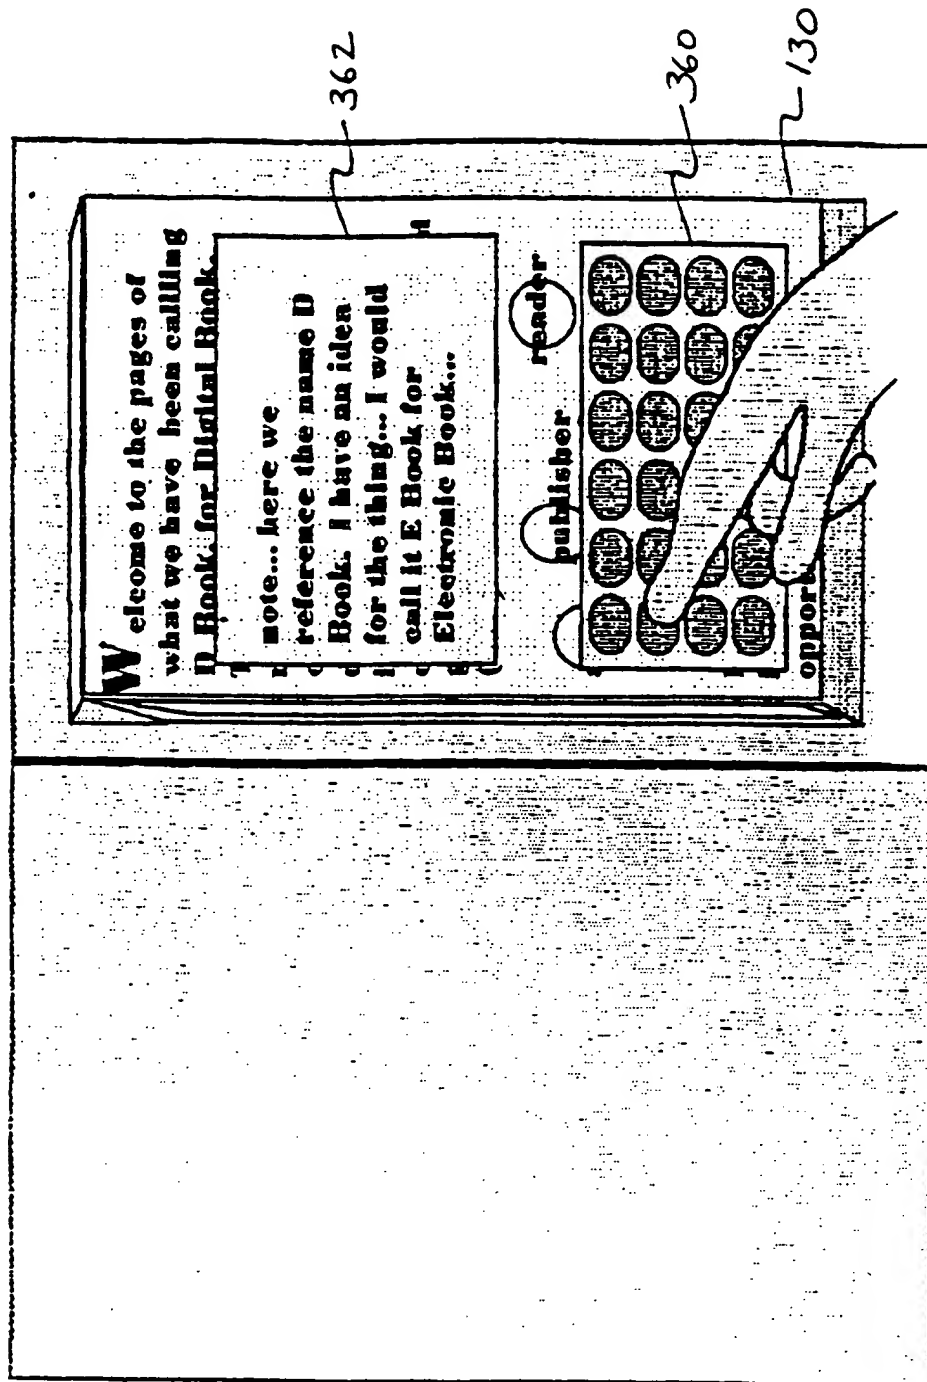 Welcome to the pages of
what we have been callling
D Book, for Digital Book.
note... here we
reference the name D
Book. I have an idea
for the thing... I would
call it E Book for
Electronic Book...
publisher
reader
oppor
362
360
130